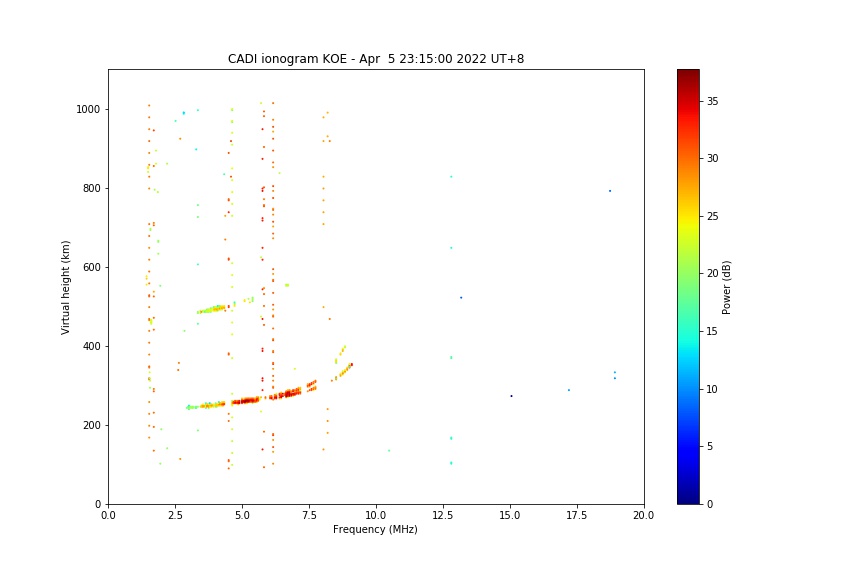 CADI ionogram KOE - Apr  5 23:15:00 2022 UT+8
1000
800
600
400
200
0
Virtual height (km)
0.0 2.5 5.0 7.5 10.0 12.5 15.0 17.5 20.0
Frequency (MHz)
35
30
25
20
15
10
5
0
Power (dB)